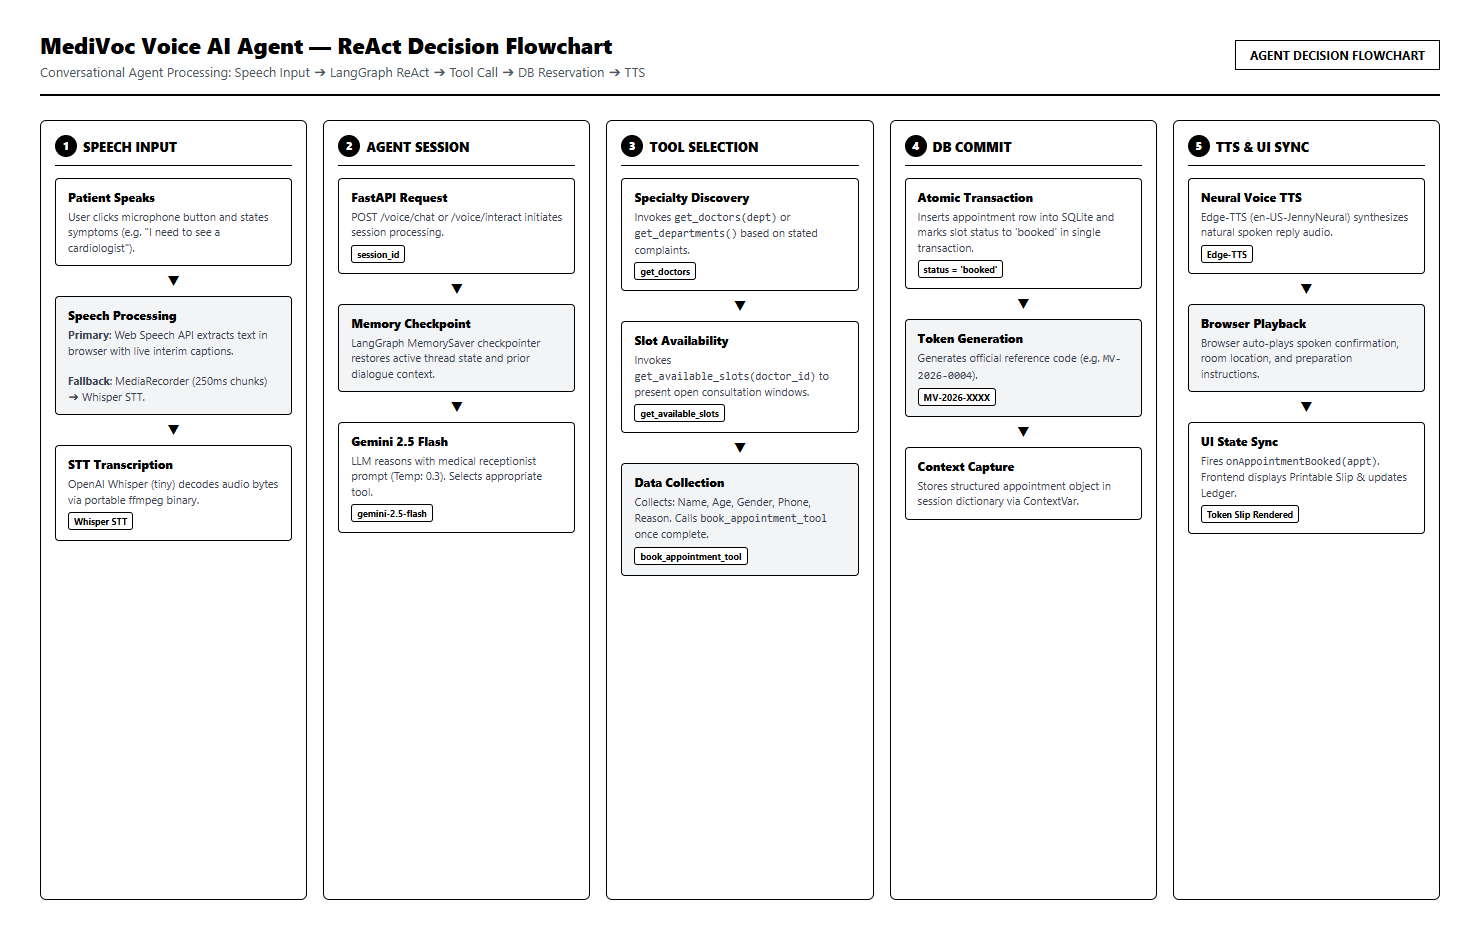 MediVoc Voice AI Agent — ReAct Decision Flowchart
Conversational Agent Processing: Speech Input → LangGraph ReAct → Tool Call → DB Reservation → TTS
AGENT DECISION FLOWCHART
1 SPEECH INPUT
Patient Speaks
User clicks microphone button and states
symptoms (e.g. "I need to see a
cardiologist").
▼
Speech Processing
Primary: Web Speech API extracts text in
browser with live interim captions.
Fallback: MediaRecorder (250ms chunks)
→ Whisper STT.
▼
STT Transcription
OpenAI Whisper (tiny) decodes audio bytes
via portable ffmpeg binary.
Whisper STT
2 AGENT SESSION
FastAPI Request
POST /voice/chat or /voice/interact initiates
session processing.
session_id
▼
Memory Checkpoint
LangGraph MemorySaver checkpointer
restores active thread state and prior
dialogue context.
▼
Gemini 2.5 Flash
LLM reasons with medical receptionist
prompt (Temp: 0.3). Selects appropriate
tool.
gemini-2.5-flash
3 TOOL SELECTION
Specialty Discovery
Invokes get_doctors(dept) or
get_departments() based on stated
complaints.
get_doctors
▼
Slot Availability
Invokes
get_available_slots(doctor_id) to
present open consultation windows.
get_available_slots
▼
Data Collection
Collects: Name, Age, Gender, Phone,
Reason. Calls book_appointment_tool
once complete.
book_appointment_tool
4 DB COMMIT
Atomic Transaction
Inserts appointment row into SQLite and
marks slot status to 'booked' in single
transaction.
status = 'booked'
▼
Token Generation
Generates official reference code (e.g. MV-
2026-0004).
MV-2026-XXXX
▼
Context Capture
Stores structured appointment object in
session dictionary via ContextVar.
5 TTS & UI SYNC
Neural Voice TTS
Edge-TTS (en-US-JennyNeural) synthesizes
natural spoken reply audio.
Edge-TTS
▼
Browser Playback
Browser auto-plays spoken confirmation,
room location, and preparation
instructions.
▼
UI State Sync
Fires onAppointmentBooked(appt).
Frontend displays Printable Slip & updates
Ledger.
Token Slip Rendered